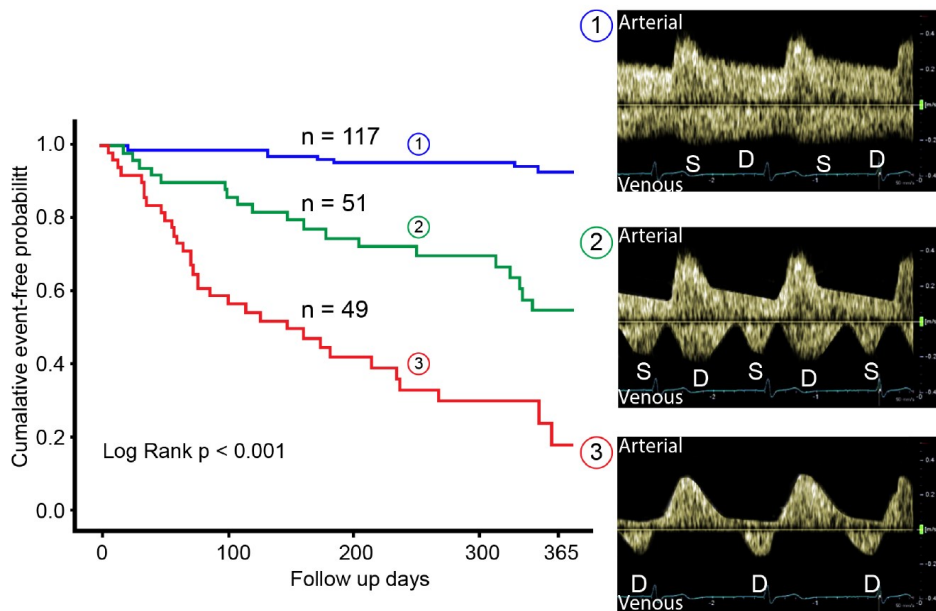 Cumalative event-free probabilitt
1.0
0.8
0.6
0.4
0.2
0.0
0
100
200
300
365
Follow up days
n = 117
1
n = 51
2
n = 49
3
Log Rank p < 0.001
1
Arterial
S D S D
Venous
2
Arterial
S D S D S
Venous
3
Arterial
D D D
Venous